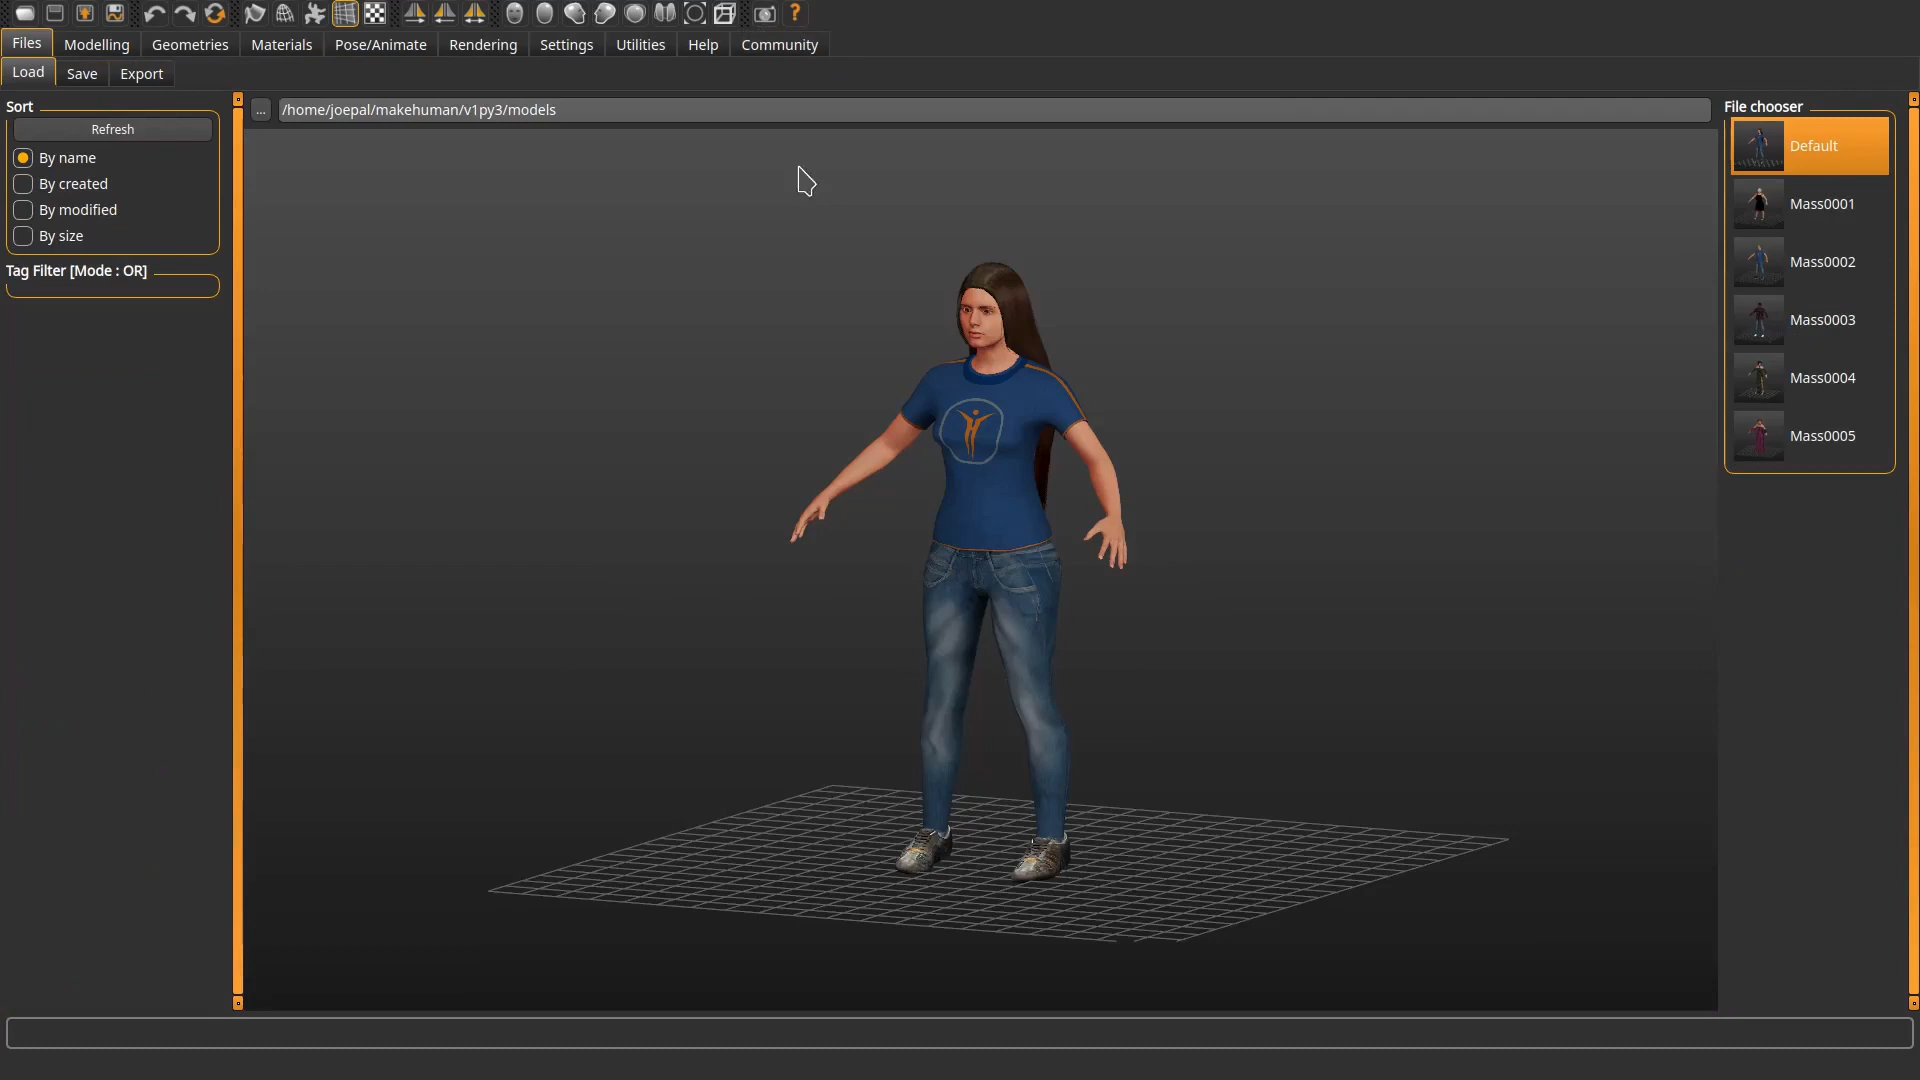 Files Modelling Geometries Materials Pose/Animate Rendering Settings Utilities Help Community
Load Save Export
Sort
Refresh
By name
By created
By modified
By size
Tag Filter [Mode : OR]
... /home/joepal/makehuman/v1py3/models
File chooser
Default
Mass0001
Mass0002
Mass0003
Mass0004
Mass0005